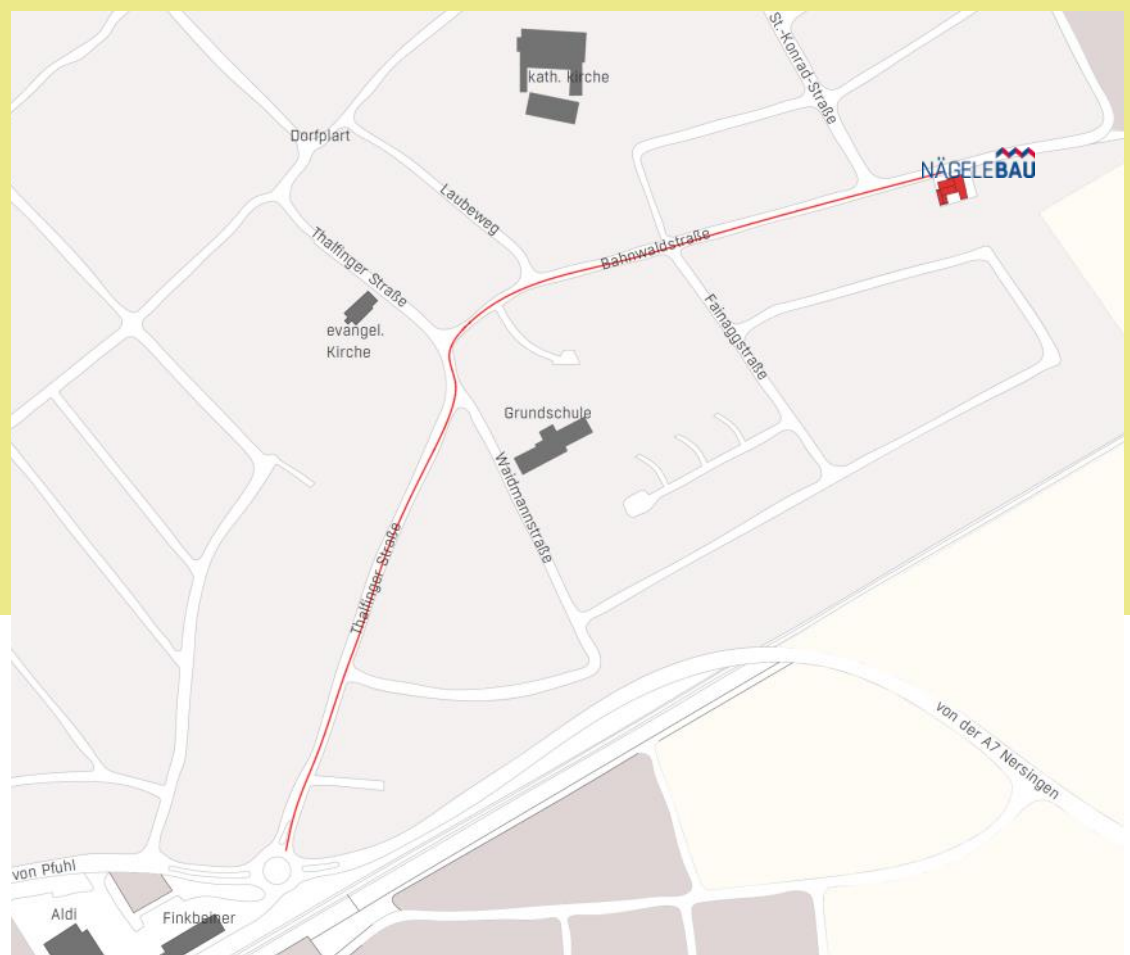 St.-Konrad-Straße
kath. kirche
Dorfplart
NÄGELEBAU
Laubeweg
Thalfinger Straße
Bahnwaldstraße
evangel.
Kirche
Fainaggstraße
Grundschule
Waidmannstraße
Thalfinger Straße
von der A7 Nersingen
von Pfuhl
Aldi
Finkbeiner